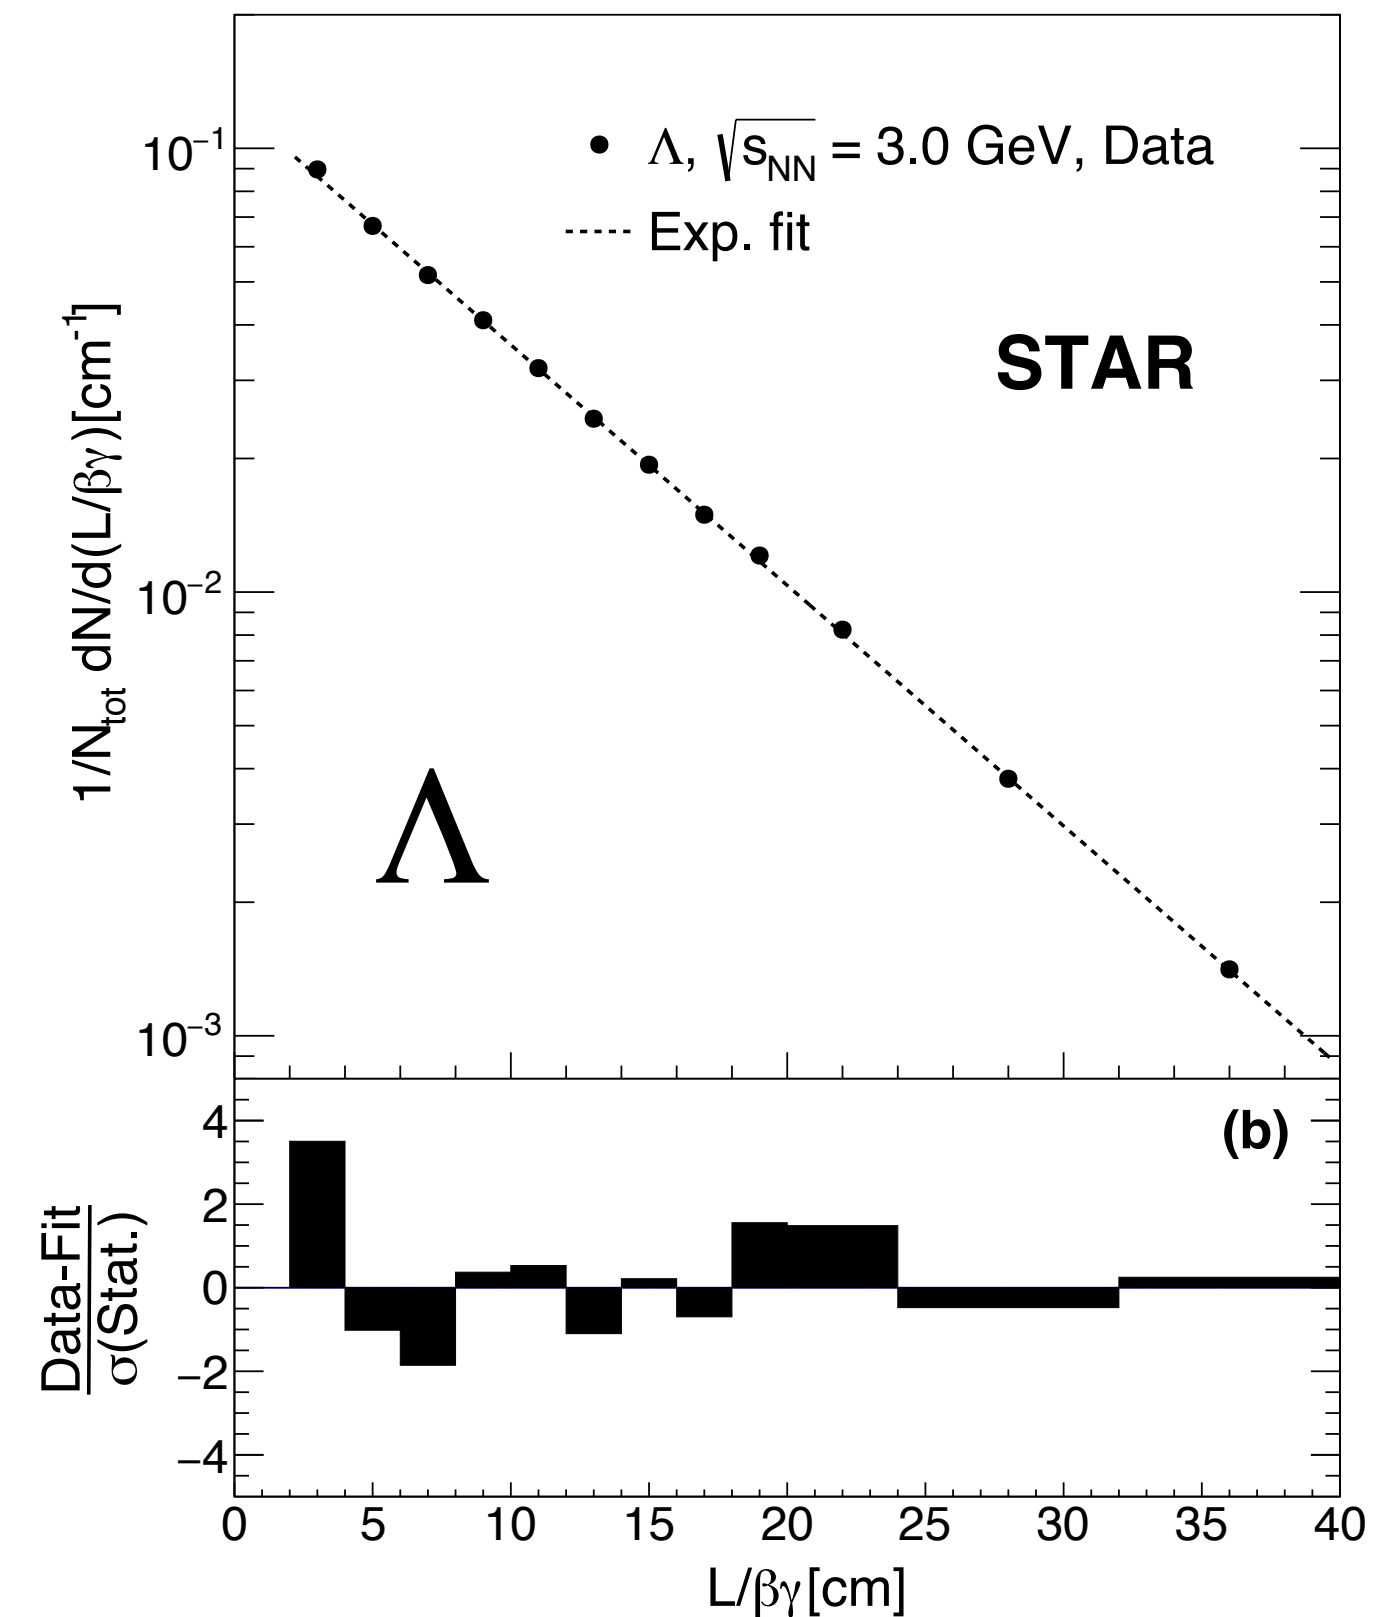 10⁻¹
10⁻²
10⁻³
1/N_tot dN/d(L/βγ)[cm⁻¹]
Λ, √s_NN = 3.0 GeV, Data
Exp. fit
STAR
Λ
(b)
4
2
0
−2
−4
Data-Fit
σ(Stat.)
0 5 10 15 20 25 30 35 40
L/βγ[cm]